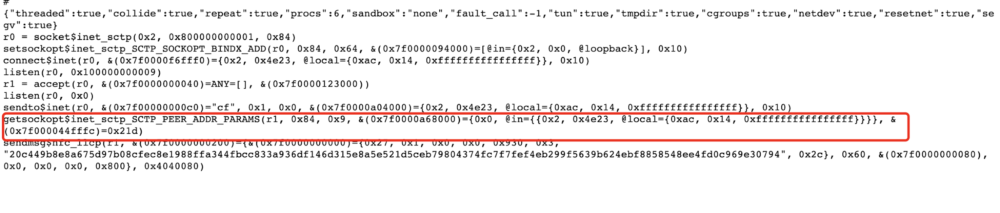 #
{"threaded":true,"collide":true,"repeat":true,"procs":6,"sandbox":"none","fault_call":-1,"tun":true,"tmpdir":true,"cgroups":true,"netdev":true,"resetnet":true,"se
gv":true}
r0 = socket$inet_sctp(0x2, 0x800000000001, 0x84)
setsockopt$inet_sctp_SCTP_SOCKOPT_BINDX_ADD(r0, 0x84, 0x64, &(0x7f0000094000)=[@in={0x2, 0x0, @loopback}], 0x10)
connect$inet(r0, &(0x7f0000f6fff0)={0x2, 0x4e23, @local={0xac, 0x14, 0xffffffffffffffff}}, 0x10)
listen(r0, 0x100000000009)
r1 = accept(r0, &(0x7f0000000040)=ANY=[], &(0x7f0000123000))
listen(r0, 0x0)
sendto$inet(r0, &(0x7f00000000c0)="cf", 0x1, 0x0, &(0x7f0000a04000)={0x2, 0x4e23, @local={0xac, 0x14, 0xffffffffffffffff}}, 0x10)
getsockopt$inet_sctp_SCTP_PEER_ADDR_PARAMS(r1, 0x84, 0x9, &(0x7f0000a68000)={0x0, @in={{0x2, 0x4e23, @local={0xac, 0x14, 0xffffffffffffffff}}}}, &
(0x7f000044fffc)=0x21d)
sendmsg$nfc_llcp(r1, &(0x7f0000000200)={&(0x7f0000000000)={0x27, 0x1, 0x0, 0x0, 0x930, 0x3,
"20c449b8e8a675d97b08cfec8e1988ffa344fbcc833a936df146d315e8a5e521d5ceb79804374fc7f7fef4eb299f5639b624ebf8858548ee4fd0c969e30794", 0x2c}, 0x60, &(0x7f0000000080),
0x0, 0x0, 0x0, 0x800}, 0x4040080)